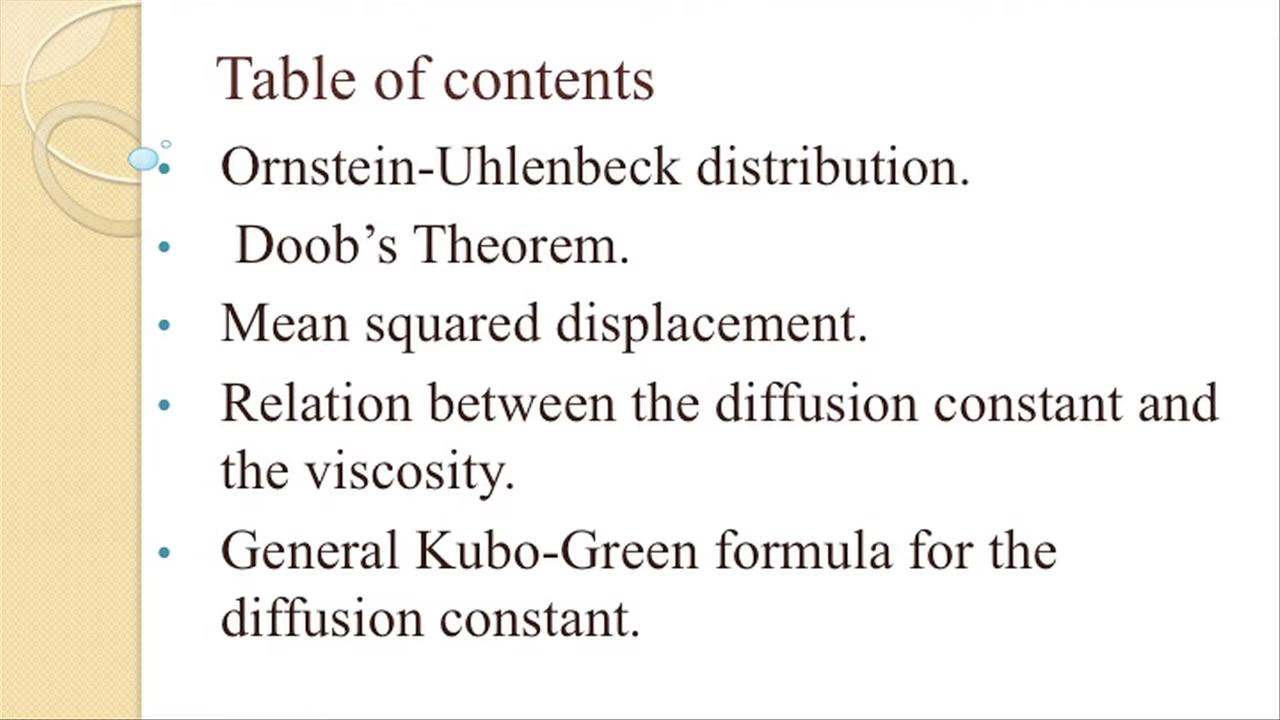 Table of contents
• Ornstein-Uhlenbeck distribution.
• Doob’s Theorem.
• Mean squared displacement.
• Relation between the diffusion constant and
the viscosity.
• General Kubo-Green formula for the
diffusion constant.